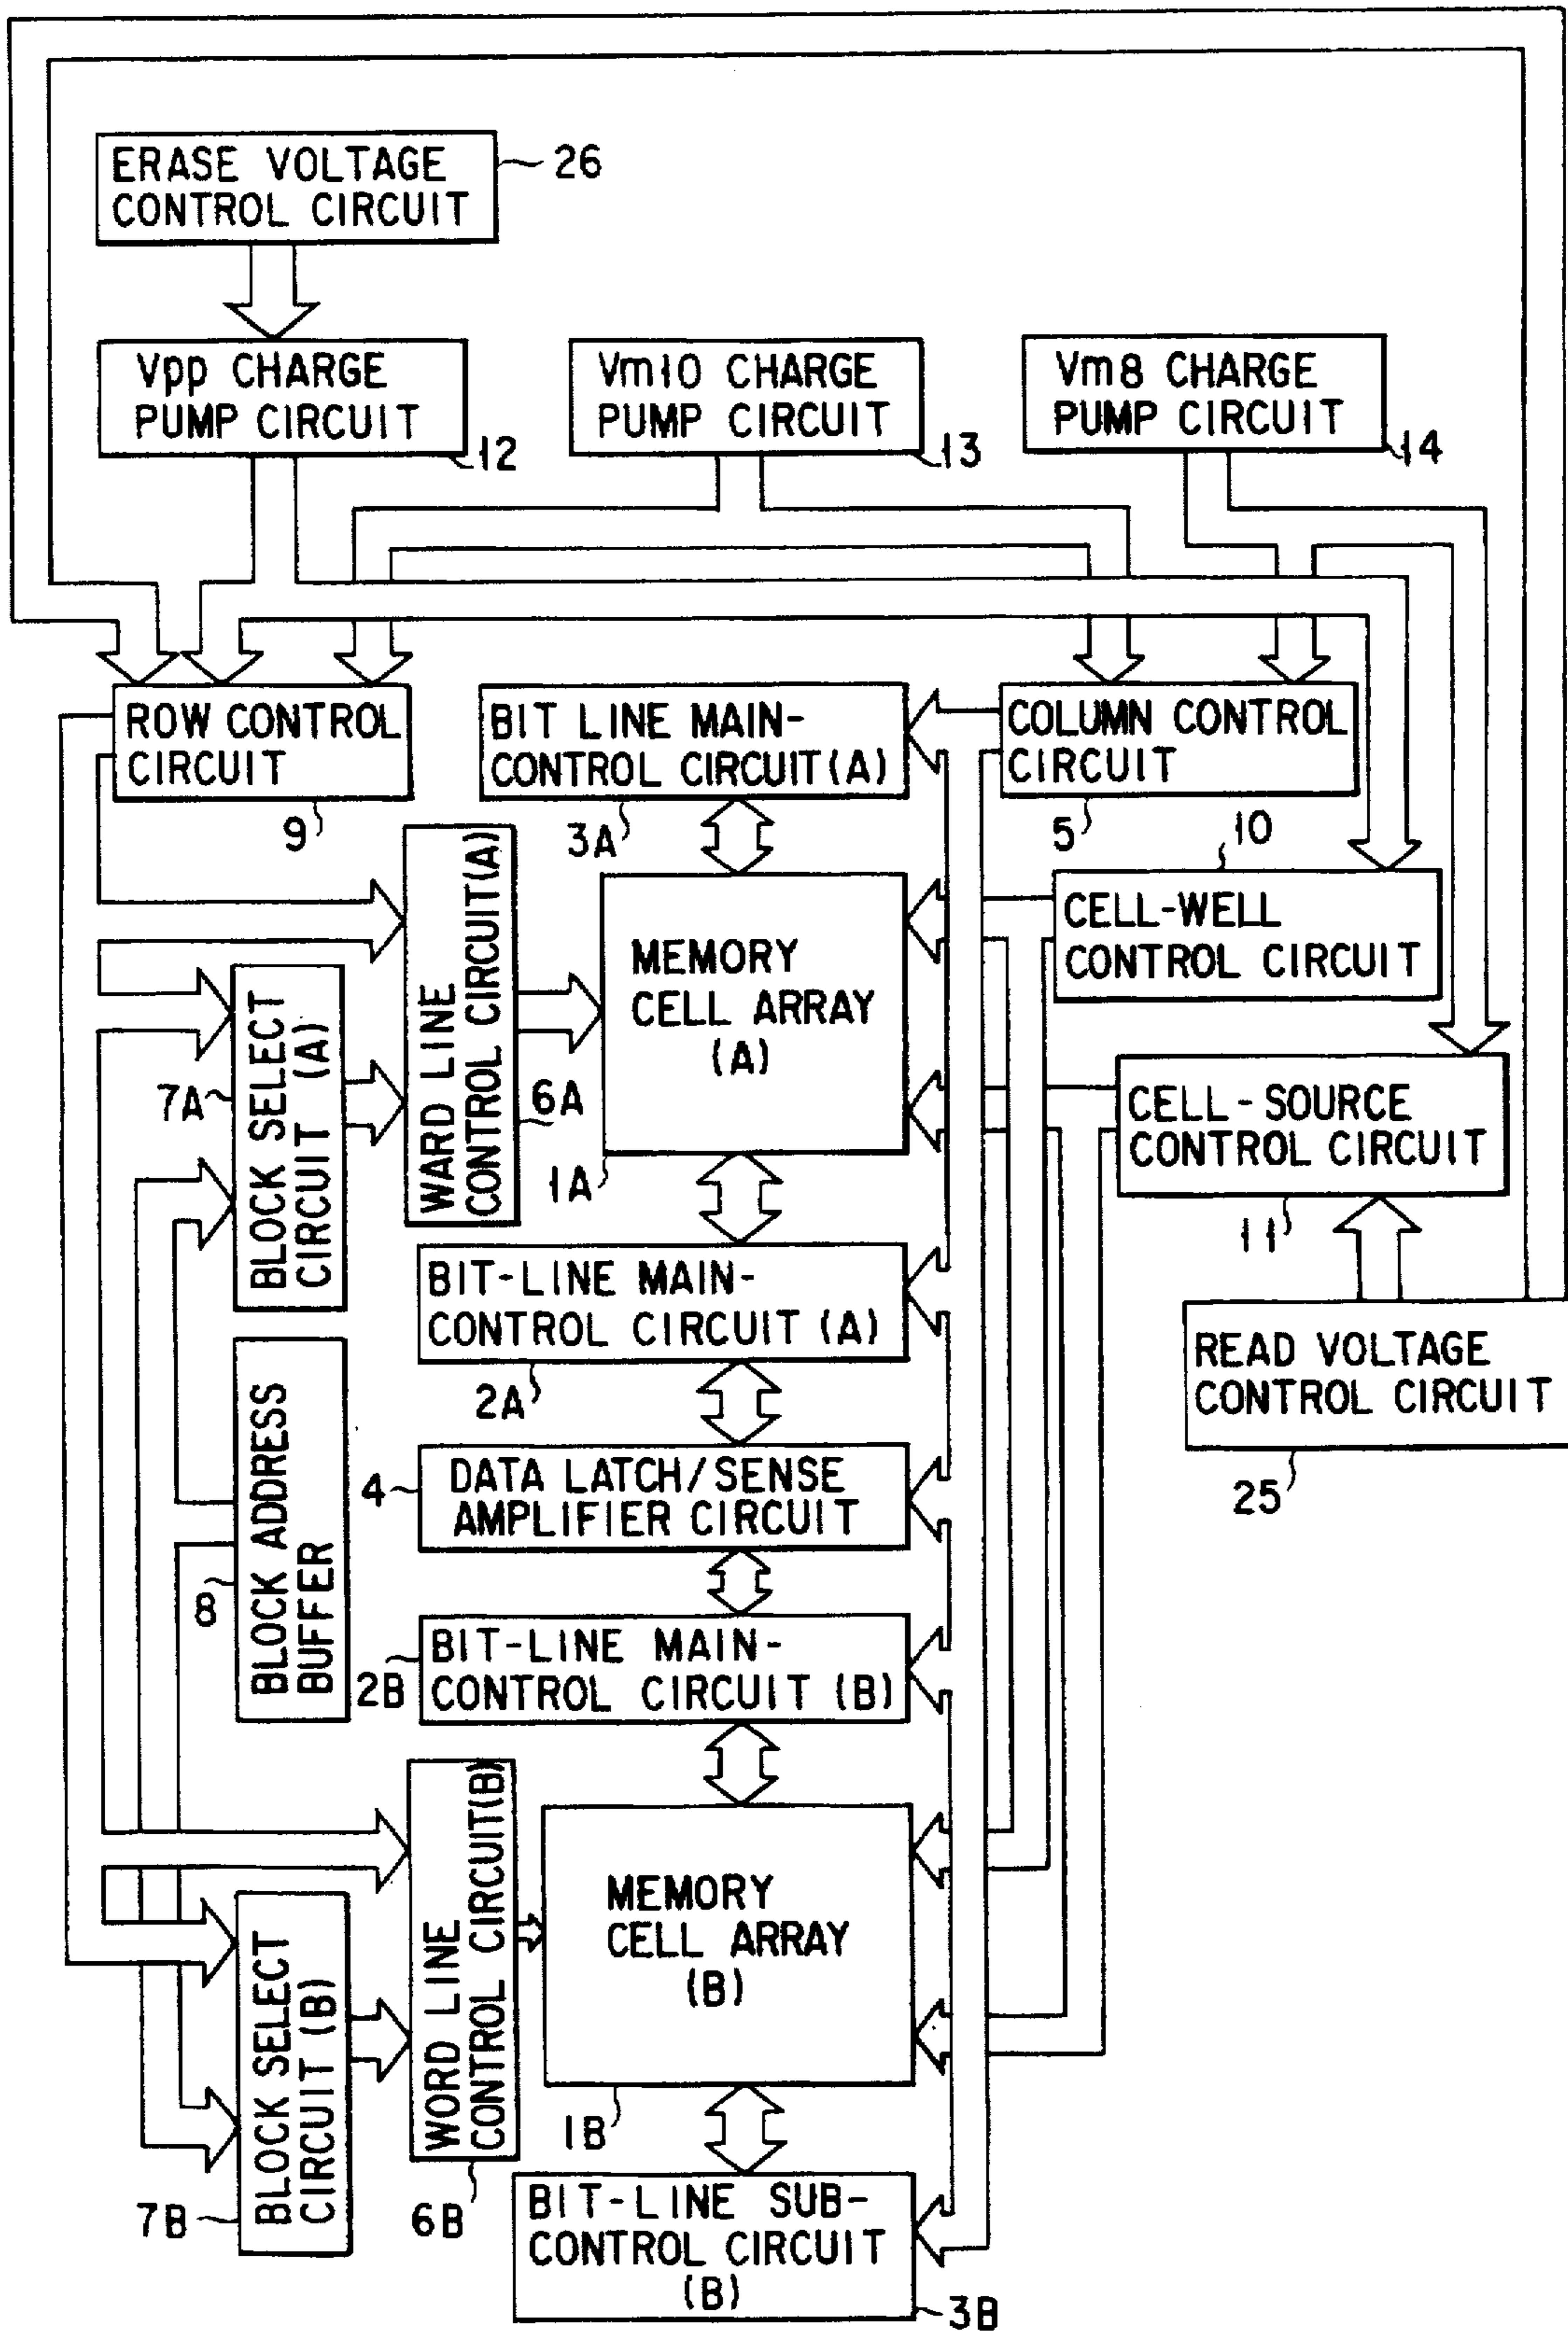 ERASE VOLTAGE
CONTROL CIRCUIT
26
Vpp CHARGE
PUMP CIRCUIT
12
Vm10 CHARGE
PUMP CIRCUIT
13
Vm8 CHARGE
PUMP CIRCUIT
14
ROW CONTROL
CIRCUIT
9
BIT LINE MAIN-
CONTROL CIRCUIT(A)
3A
COLUMN CONTROL
CIRCUIT
5
10
CELL-WELL
CONTROL CIRCUIT
WARD LINE
CONTROL CIRCUIT(A)
6A
MEMORY
CELL ARRAY
(A)
1A
BLOCK SELECT
CIRCUIT (A)
7A
CELL-SOURCE
CONTROL CIRCUIT
11
BIT-LINE MAIN-
CONTROL CIRCUIT (A)
2A
READ VOLTAGE
CONTROL CIRCUIT
25
BLOCK ADDRESS
BUFFER
8
4
DATA LATCH/SENSE
AMPLIFIER CIRCUIT
2B
BIT-LINE MAIN-
CONTROL CIRCUIT (B)
WORD LINE
CONTROL CIRCUIT(B)
6B
MEMORY
CELL ARRAY
(B)
1B
BLOCK SELECT
CIRCUIT (B)
7B
BIT-LINE SUB-
CONTROL CIRCUIT
(B)
3B